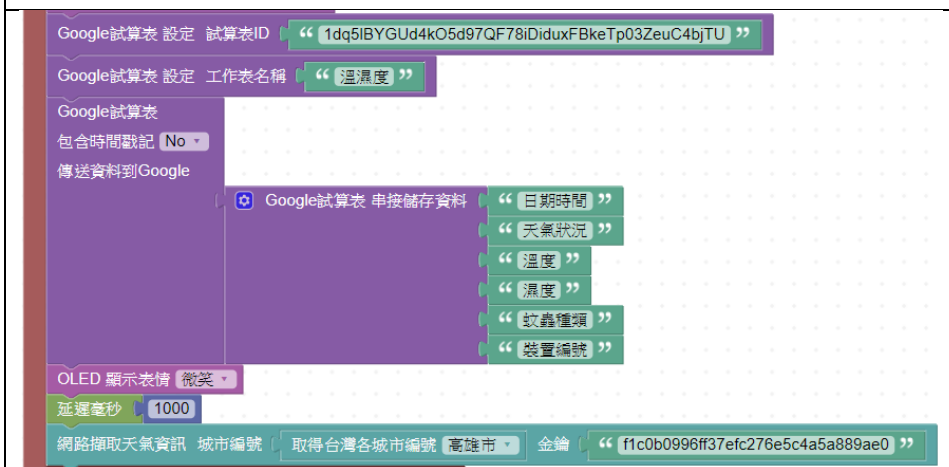 Google試算表 設定 試算表ID “ 1dq5lBYGUd4kO5d97QF78iDiduxFBkeTp03ZeuC4bjTU ”
Google試算表 設定 工作表名稱 “ 溫濕度 ”
Google試算表
包含時間戳記 No
傳送資料到Google
Google試算表 串接儲存資料 “ 日期時間 ”
“ 天氣狀況 ”
“ 溫度 ”
“ 濕度 ”
“ 蚊蟲種類 ”
“ 裝置編號 ”
OLED 顯示表情 微笑
延遲毫秒 1000
網路擷取天氣資訊 城市編號 取得台灣各城市編號 高雄市 金鑰 “ f1c0b0996ff37efc276e5c4a5a889ae0 ”